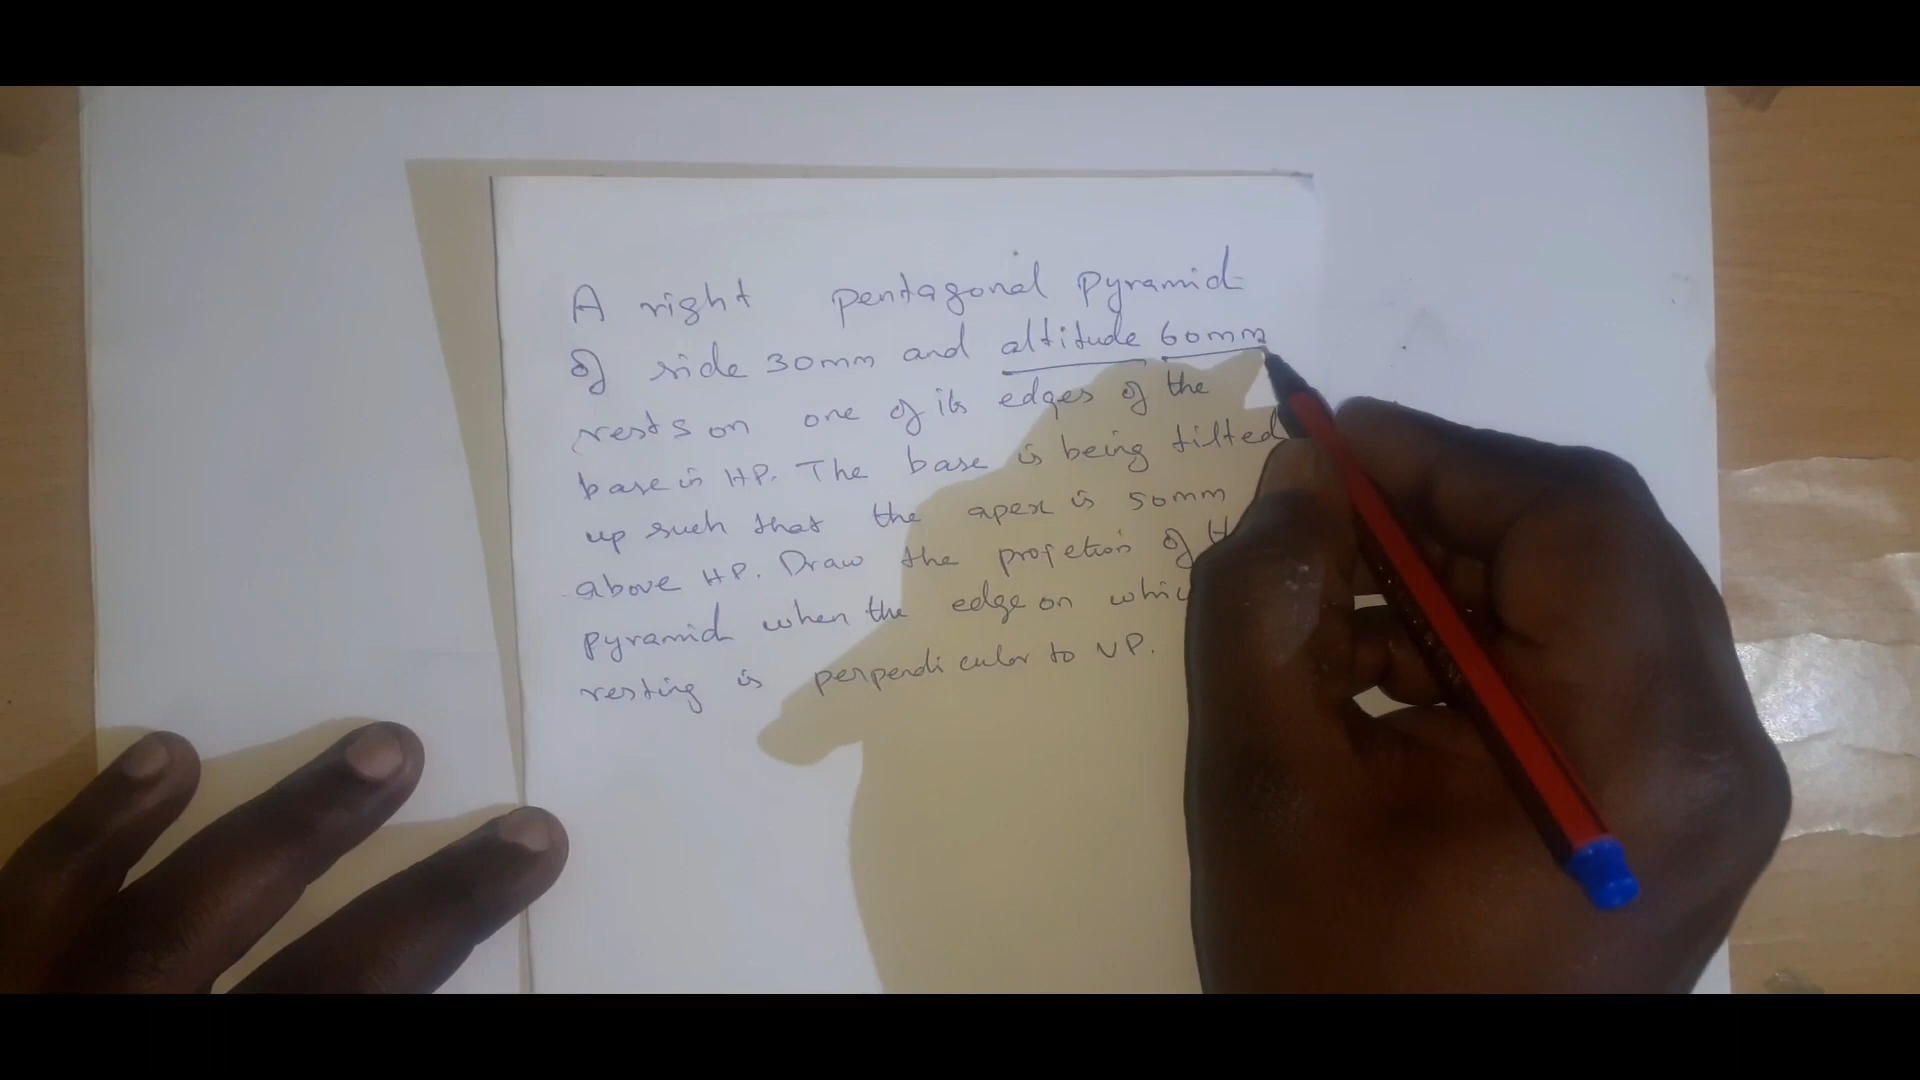 A right pentagonal pyramid
of side 30mm and altitude 60mm
rests on one of its edges of the
base in HP. The base is being tilted
up such that the apex is 50mm
above HP. Draw the projetion of
pyramid when the edge on
resting is perpendicular to VP.